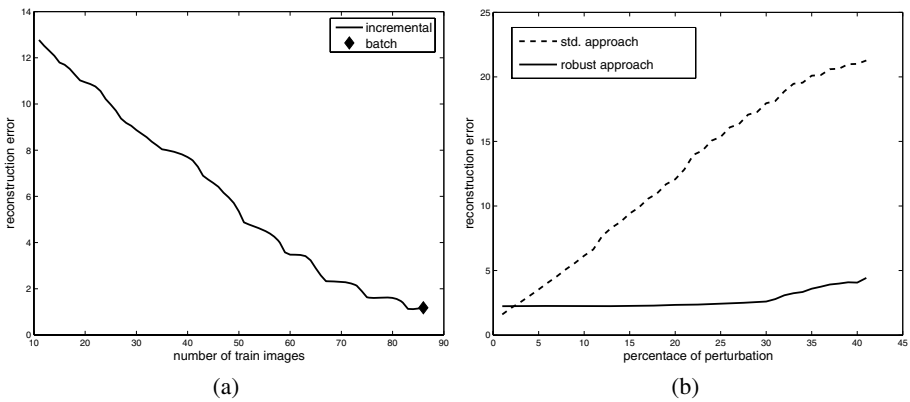 14
12
10
8
6
4
2
0
reconstruction error
incremental
batch
10 20 30 40 50 60 70 80 90
number of train images
(a)
25
20
15
10
5
0
reconstruction error
std. approach
robust approach
0 5 10 15 20 25 30 35 40 45
percentace of perturbation
(b)